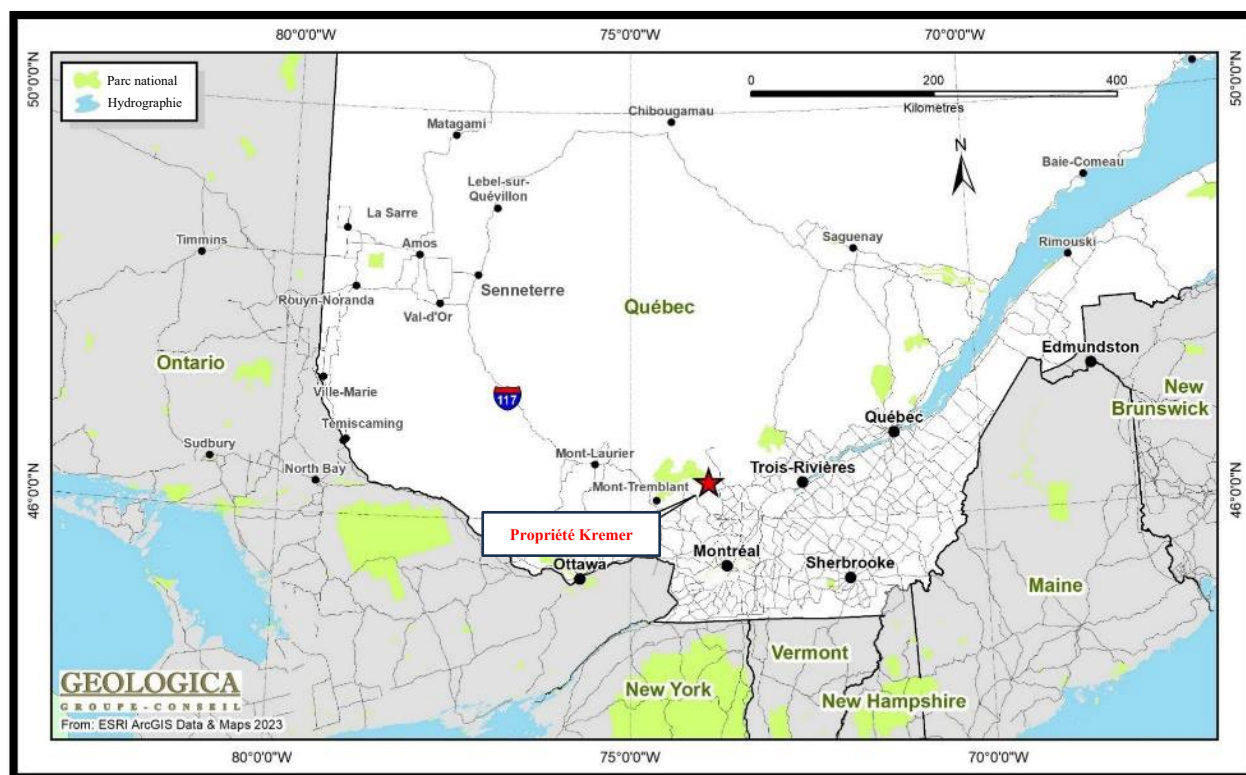 80°0'0"W
75°0'0"W
70°0'0"W
50°0'0"N
50°0'0"N
Parc national
Hydrographie
0
200
400
Kilometres
N
Chibougamau
Matagami
Baie-Comeau
Lebel-sur-
Quévillon
La Sarre
Timmins
Amos
Saguenay
Rimouski
Senneterre
Rouyn-Noranda
Val-d'Or
Québec
Ontario
Edmundston
Ville-Marie
117
New
Brunswick
Témiscaming
Québec
Sudbury
North Bay
Mont-Laurier
Trois-Rivières
Mont-Tremblant
46°0'0"N
46°0'0"N
Propriété Kremer
Montréal
Ottawa
Sherbrooke
Maine
Vermont
New York
New Hampshire
GEOLOGICA
GROUPE-CONSEIL
From: ESRI ArcGIS Data & Maps 2023
80°0'0"W
75°0'0"W
70°0'0"W